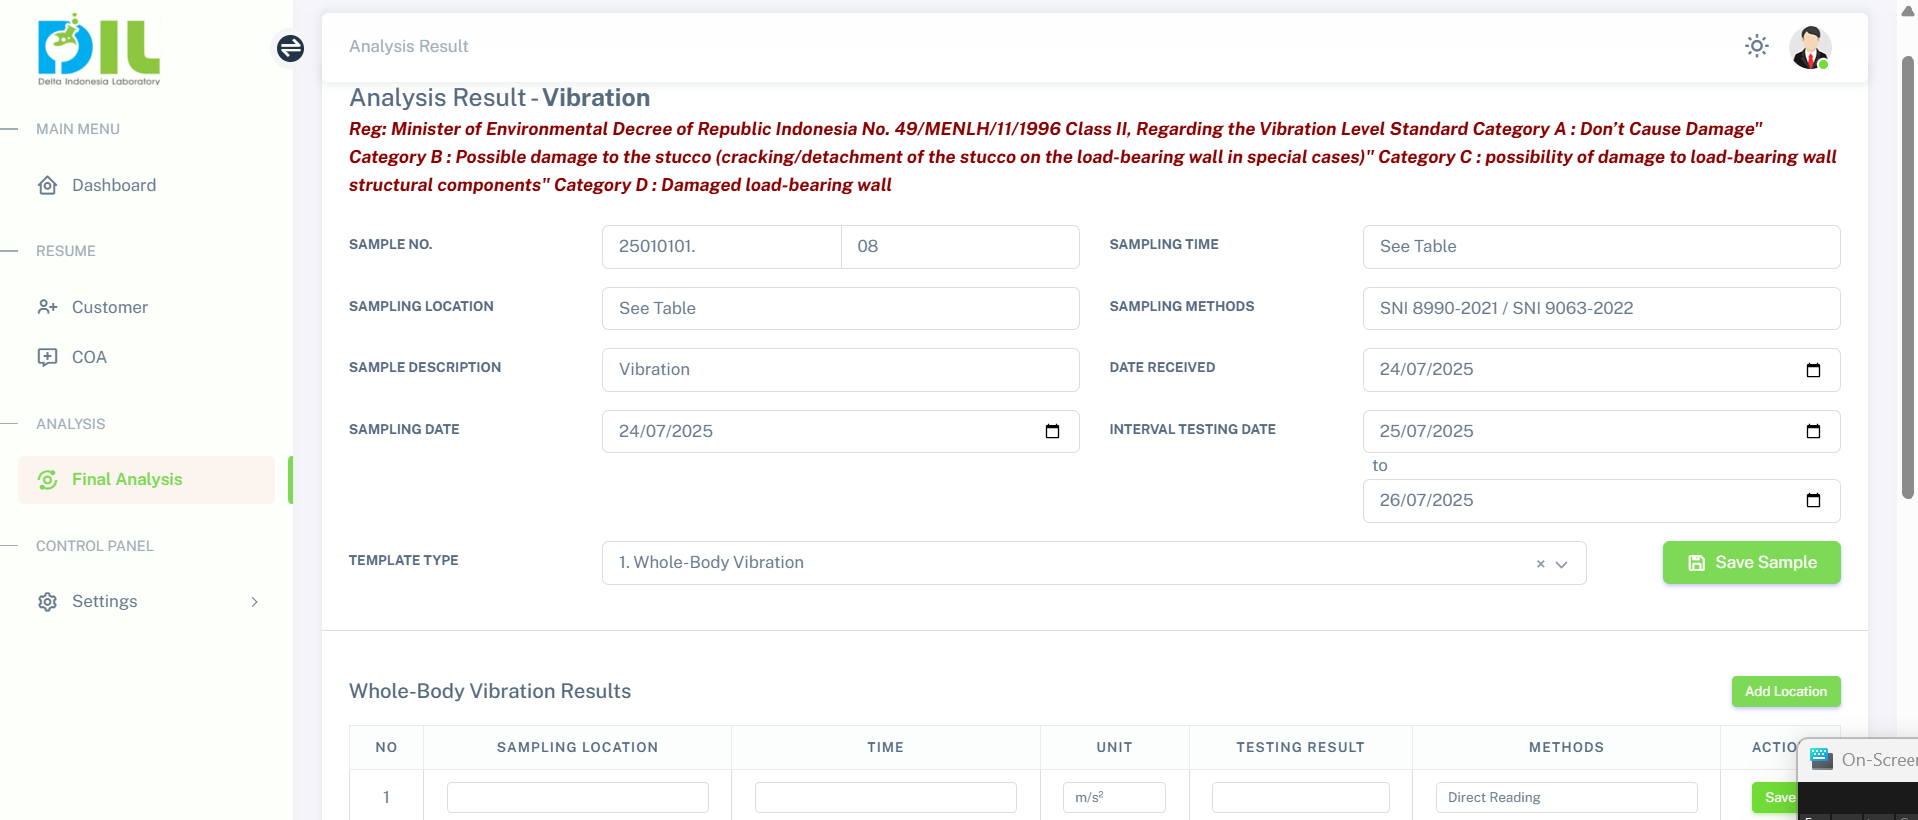 DIL
Delta Indonesia Laboratory
MAIN MENU
Dashboard
RESUME
Customer
COA
ANALYSIS
Final Analysis
CONTROL PANEL
Settings
Analysis Result
Analysis Result - Vibration
Reg: Minister of Environmental Decree of Republic Indonesia No. 49/MENLH/11/1996 Class II, Regarding the Vibration Level Standard Category A : Don’t Cause Damage"
Category B : Possible damage to the stucco (cracking/detachment of the stucco on the load-bearing wall in special cases)" Category C : possibility of damage to load-bearing wall
structural components" Category D : Damaged load-bearing wall
SAMPLE NO. 25010101. 08 SAMPLING TIME See Table
SAMPLING LOCATION See Table SAMPLING METHODS SNI 8990-2021 / SNI 9063-2022
SAMPLE DESCRIPTION Vibration DATE RECEIVED 24/07/2025
SAMPLING DATE 24/07/2025 INTERVAL TESTING DATE 25/07/2025
to
26/07/2025
TEMPLATE TYPE 1. Whole-Body Vibration × Save Sample
Whole-Body Vibration Results Add Location
NO SAMPLING LOCATION TIME UNIT TESTING RESULT METHODS ACTIO
1 m/s² Direct Reading Save
On-Screen